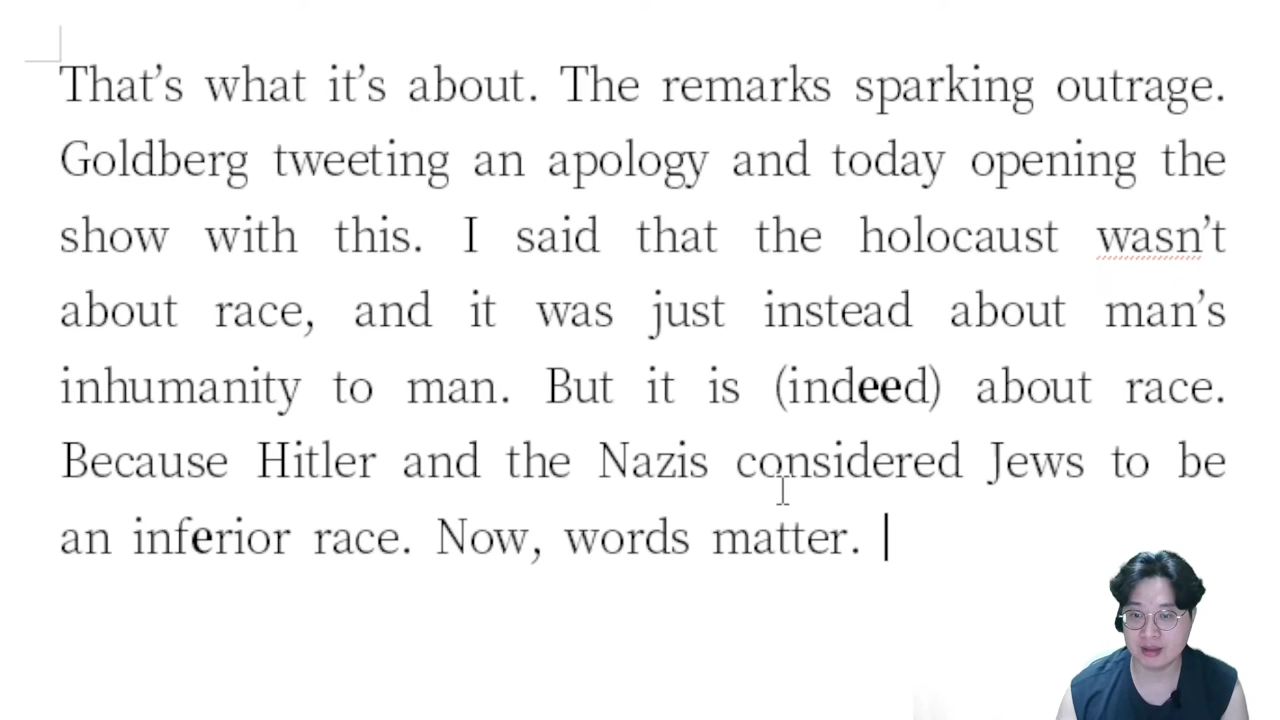 That’s what it’s about. The remarks sparking outrage.
Goldberg tweeting an apology and today opening the
show with this. I said that the holocaust wasn’t
about race, and it was just instead about man’s
inhumanity to man. But it is (indeed) about race.
Because Hitler and the Nazis considered Jews to be
an inferior race. Now, words matter.